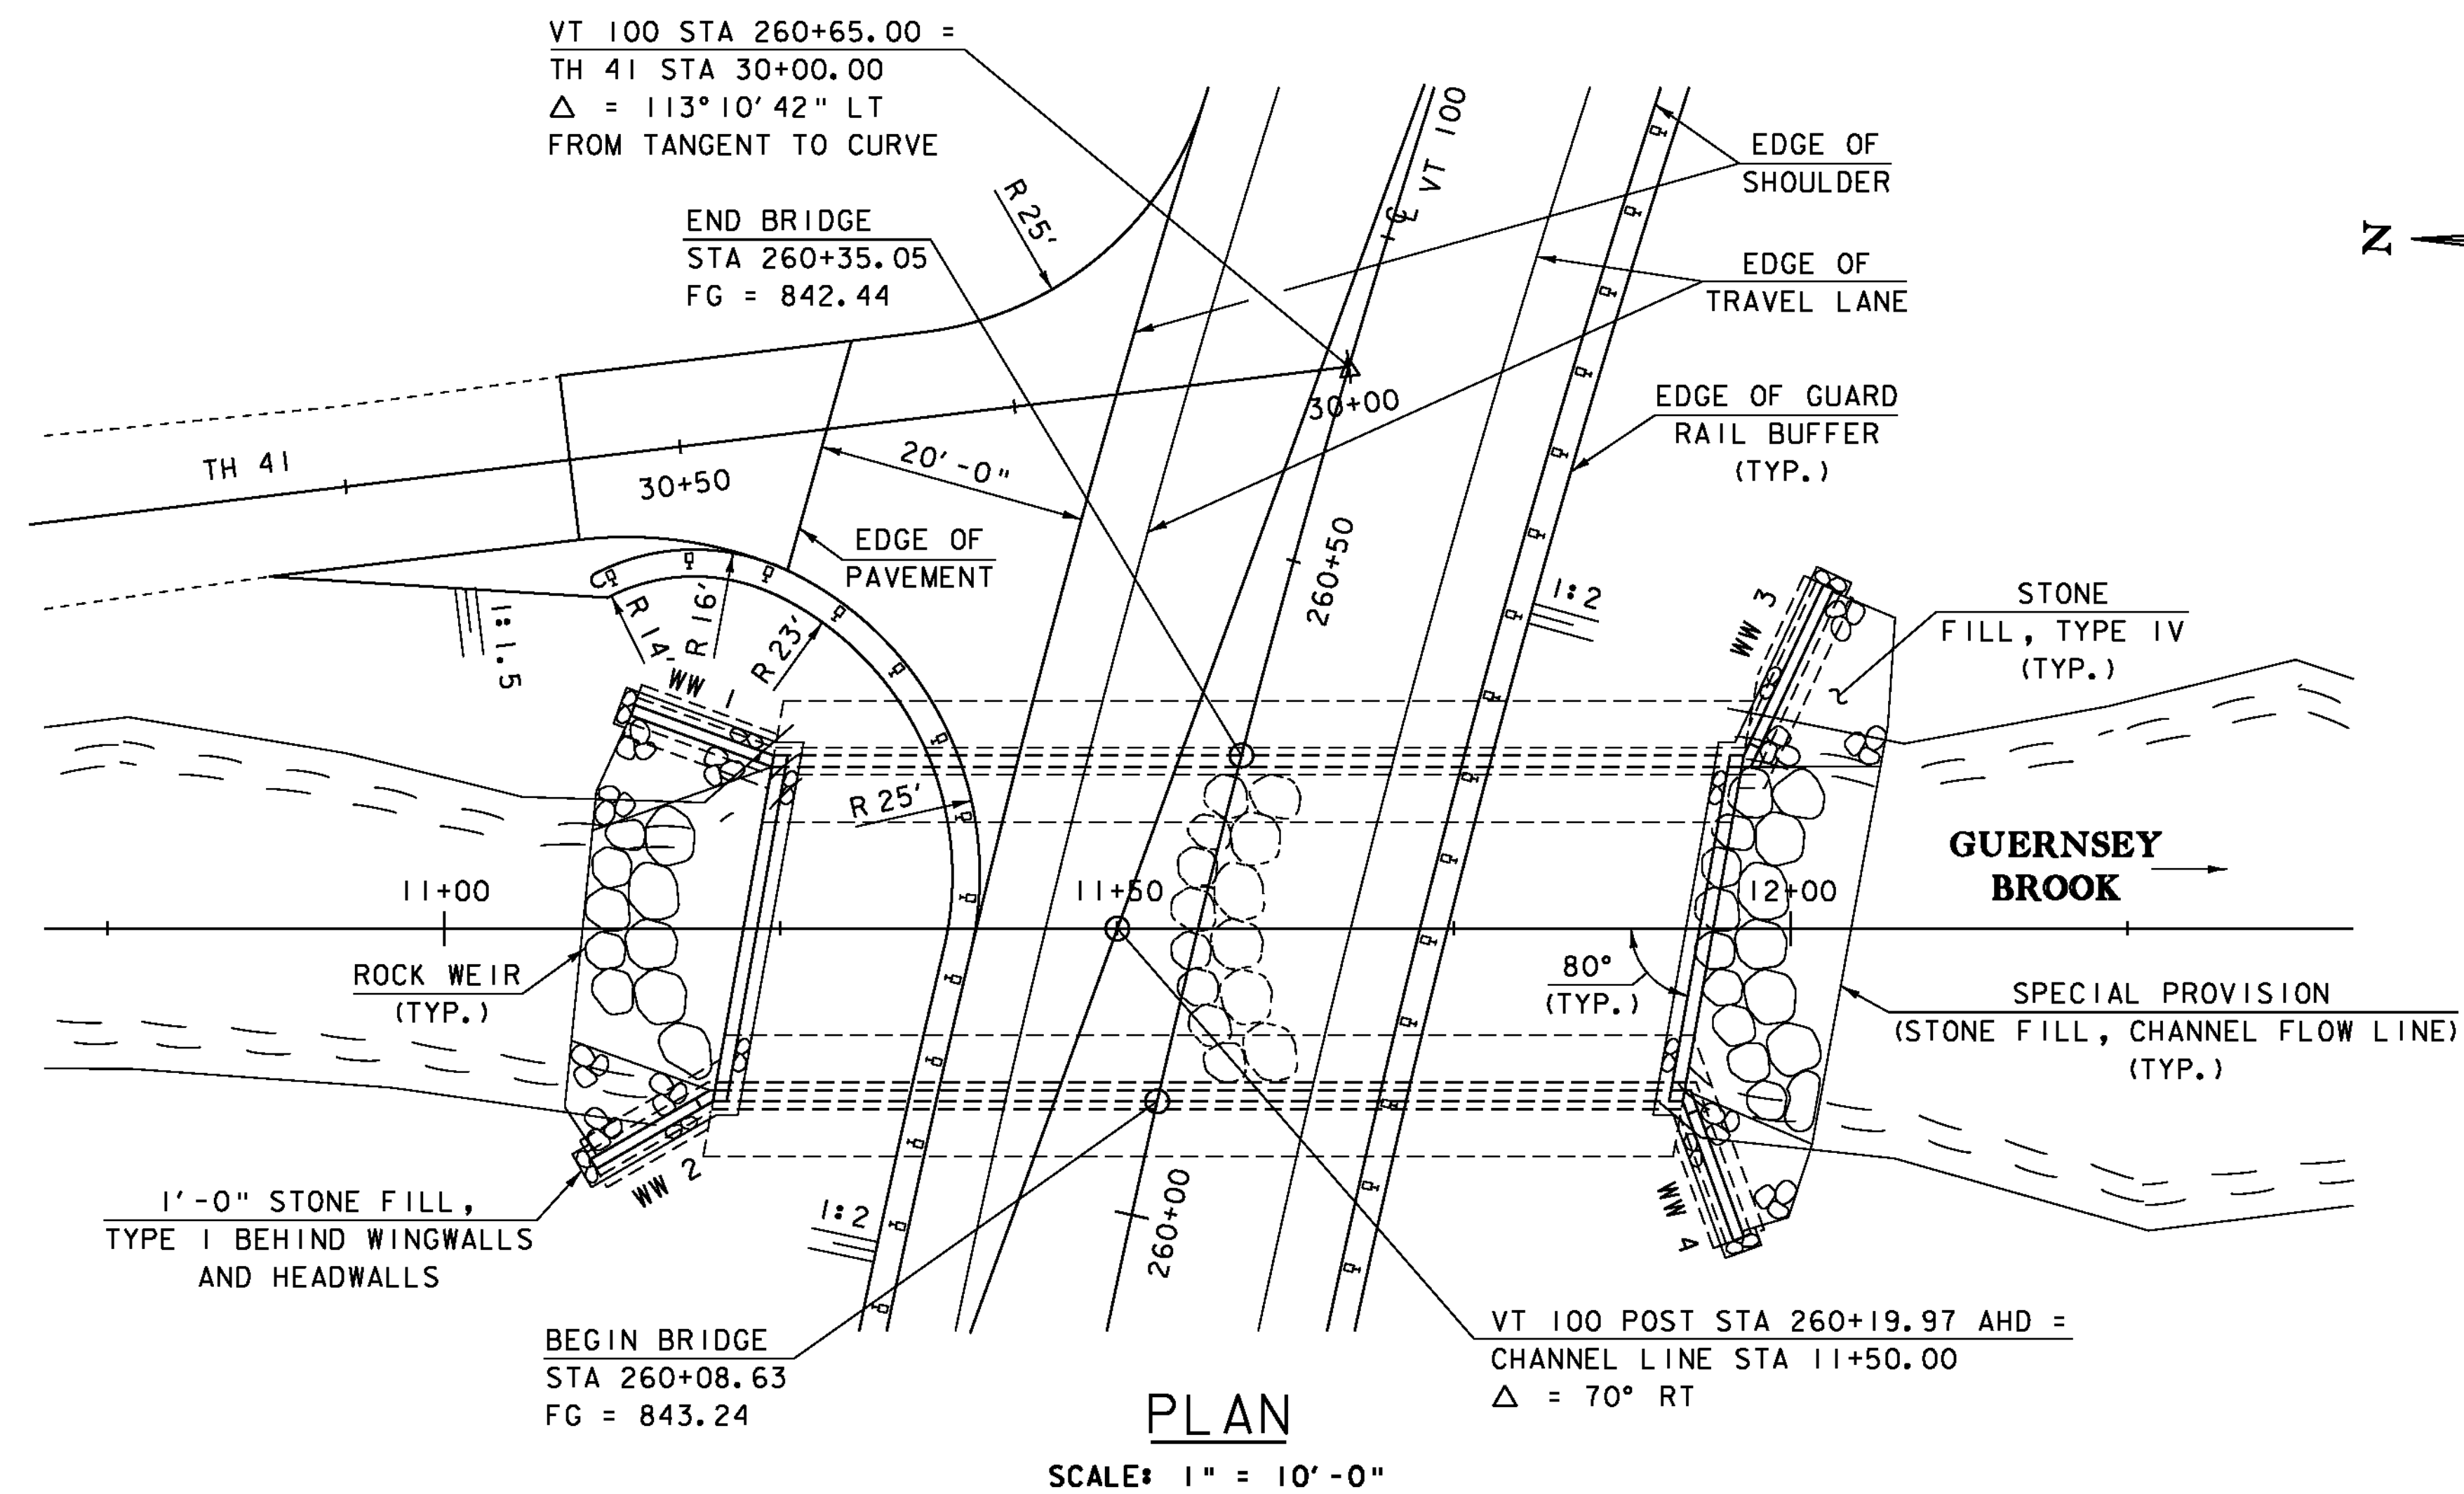 VT 100 STA 260+65.00 =
TH 41 STA 30+00.00
Δ = 113°10'42" LT
FROM TANGENT TO CURVE
END BRIDGE
STA 260+35.05
FG = 842.44
R 25'
℄ VT 100
EDGE OF
SHOULDER
N
EDGE OF
TRAVEL LANE
EDGE OF GUARD
RAIL BUFFER
(TYP.)
30+00
TH 41
30+50
20'-0"
EDGE OF
PAVEMENT
260+50
1:2
1:1.5
R 14'
R 16'
R 23'
WW 1
WW 3
STONE
FILL, TYPE IV
(TYP.)
R 25'
GUERNSEY
BROOK
11+00
11+50
12+00
ROCK WEIR
(TYP.)
80°
(TYP.)
SPECIAL PROVISION
(STONE FILL, CHANNEL FLOW LINE)
(TYP.)
WW 2
WW 4
1'-0" STONE FILL,
TYPE I BEHIND WINGWALLS
AND HEADWALLS
1:2
260+00
BEGIN BRIDGE
STA 260+08.63
FG = 843.24
VT 100 POST STA 260+19.97 AHD =
CHANNEL LINE STA 11+50.00
Δ = 70° RT
PLAN
SCALE: 1" = 10'-0"